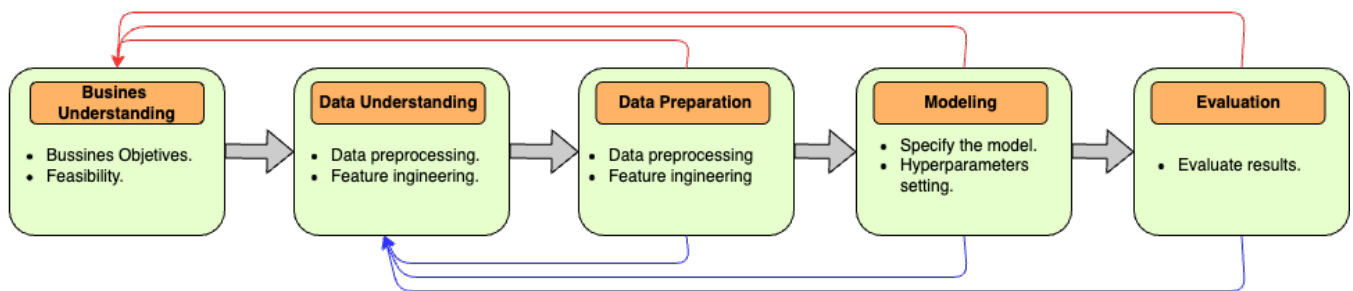 Busines
Understanding
• Bussines Objetives.
• Feasibility.
Data Understanding
• Data preprocessing.
• Feature ingineering.
Data Preparation
• Data preprocessing
• Feature ingineering
Modeling
• Specify the model.
• Hyperparameters
setting.
Evaluation
• Evaluate results.